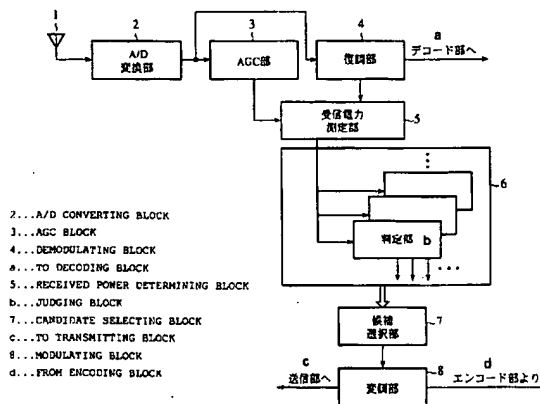 1
2
3
4
a
A/D
変換部
AGC部
復調部
デコード部へ
受信電力
測定部
5
6
判定部 b
2...A/D CONVERTING BLOCK
3...AGC BLOCK
4...DEMODULATING BLOCK
a...TO DECODING BLOCK
5...RECEIVED POWER DETERMINING BLOCK
b...JUDGING BLOCK
7...CANDIDATE SELECTING BLOCK
c...TO TRANSMITTING BLOCK
8...MODULATING BLOCK
d...FROM ENCODING BLOCK
候補
選択部
7
c
送信部へ
変調部
8
d
エンコード部より